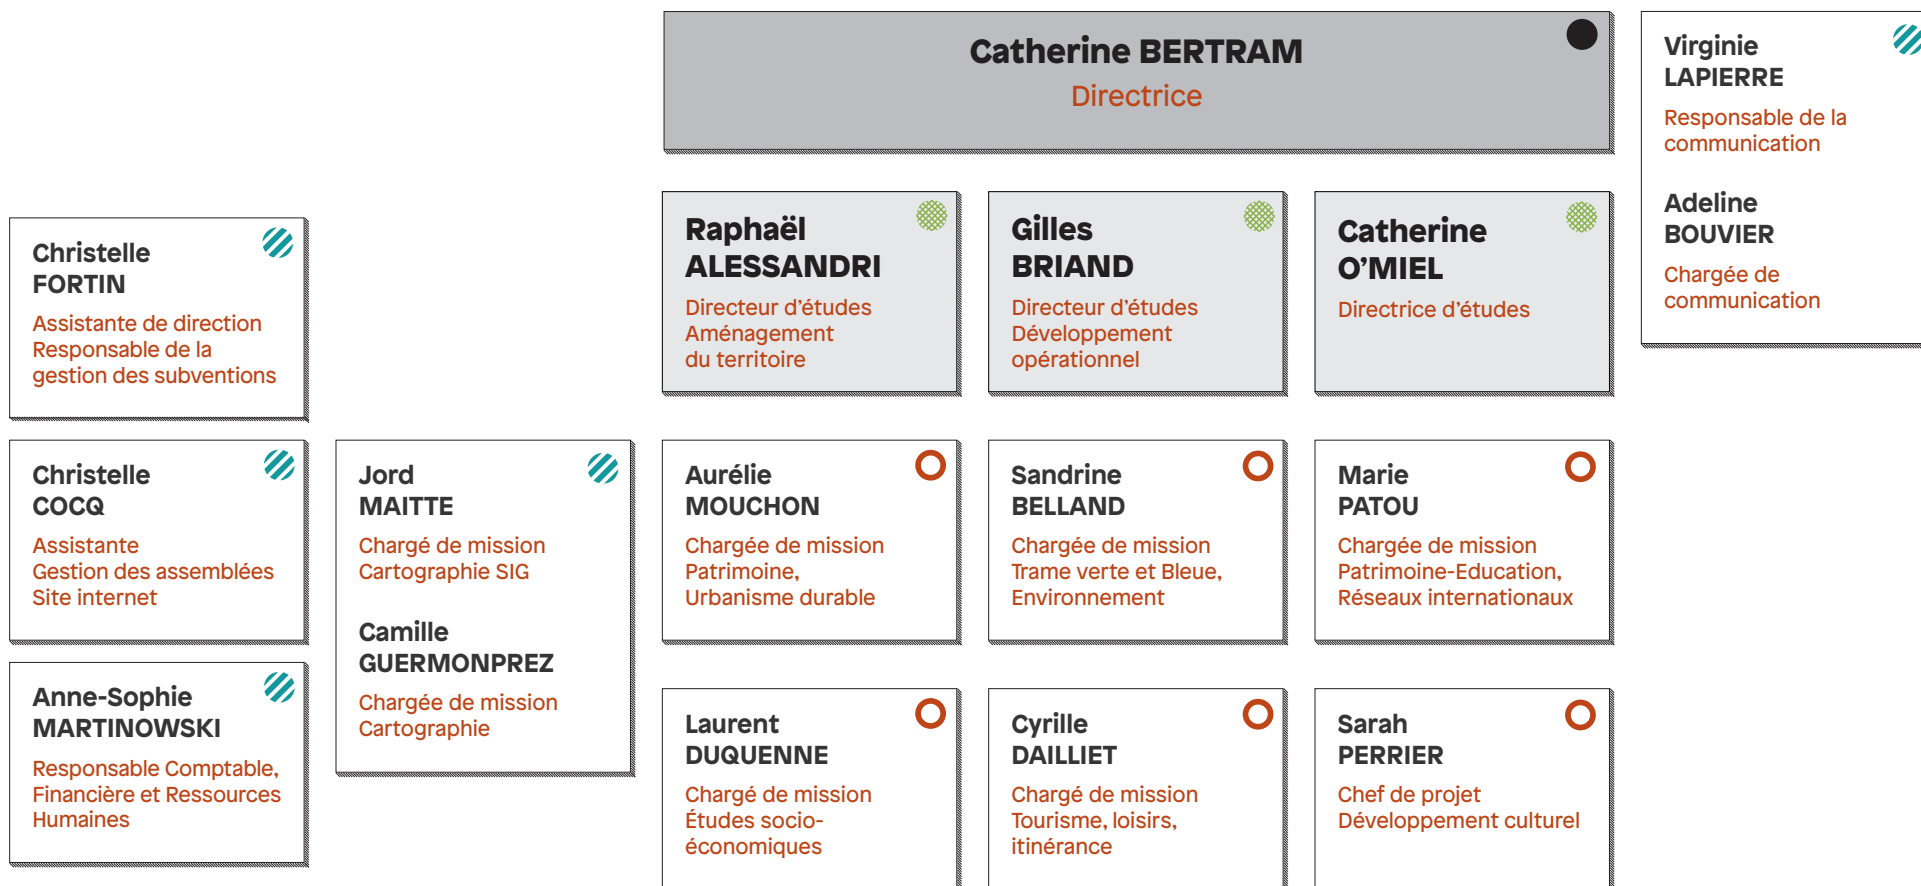 Catherine BERTRAM
Directrice
Virginie
LAPIERRE
Responsable de la
communication
Adeline
BOUVIER
Chargée de
communication
Raphaël
ALESSANDRI
Directeur d'études
Aménagement
du territoire
Gilles
BRIAND
Directeur d'études
Développement
opérationnel
Catherine
O'MIEL
Directrice d'études
Christelle
FORTIN
Assistante de direction
Responsable de la
gestion des subventions
Christelle
COCQ
Assistante
Gestion des assemblées
Site internet
Anne-Sophie
MARTINOWSKI
Responsable Comptable,
Financière et Ressources
Humaines
Jord
MAITTE
Chargé de mission
Cartographie SIG
Camille
GUERMONPREZ
Chargée de mission
Cartographie
Aurélie
MOUCHON
Chargée de mission
Patrimoine,
Urbanisme durable
Sandrine
BELLAND
Chargée de mission
Trame verte et Bleue,
Environnement
Marie
PATOU
Chargée de mission
Patrimoine-Education,
Réseaux internationaux
Laurent
DUQUENNE
Chargé de mission
Études socio-
économiques
Cyrille
DAILLIET
Chargé de mission
Tourisme, loisirs,
itinérance
Sarah
PERRIER
Chef de projet
Développement culturel